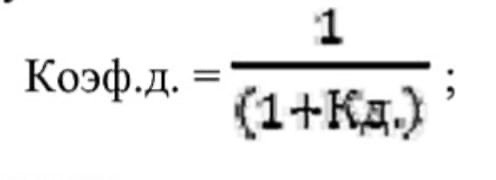 Коэф.д. = 1 / (1+Кд.) ;